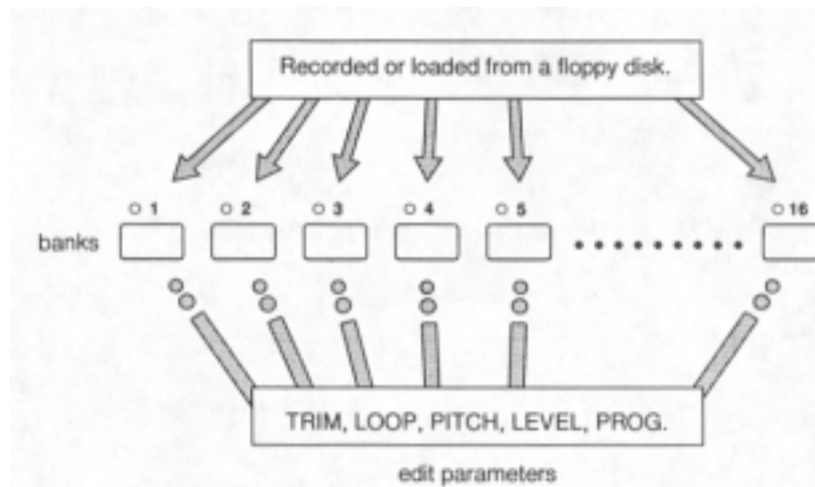 Recorded or loaded from a floppy disk.
1 2 3 4 5 16
banks
TRIM, LOOP, PITCH, LEVEL, PROG.
edit parameters